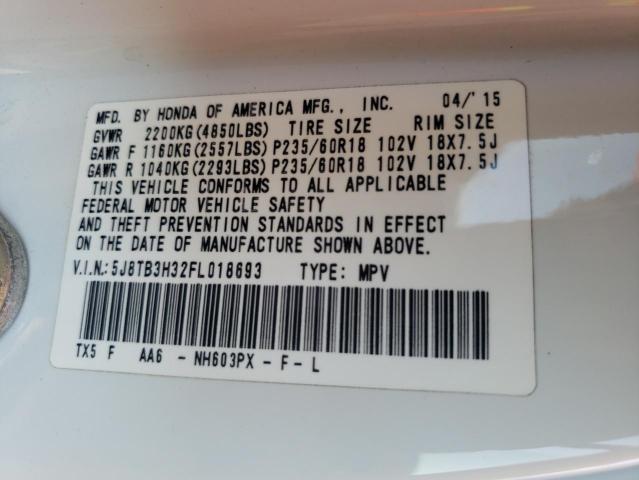 MFD. BY HONDA OF AMERICA MFG., INC. 04/'15
GVWR 2200KG(4850LBS) TIRE SIZE RIM SIZE
GAWR F 1160KG(2557LBS)P235/60R18 102V 18X7.5J
GAWR R 1040KG(2293LBS)P235/60R18 102V 18X7.5J
THIS VEHICLE CONFORMS TO ALL APPLICABLE
FEDERAL MOTOR VEHICLE SAFETY
AND THEFT PREVENTION STANDARDS IN EFFECT
ON THE DATE OF MANUFACTURE SHOWN ABOVE.
V.I.N.:5J8TB3H32FL018693 TYPE: MPV
TX5 F AA6 - NH603PX - F - L